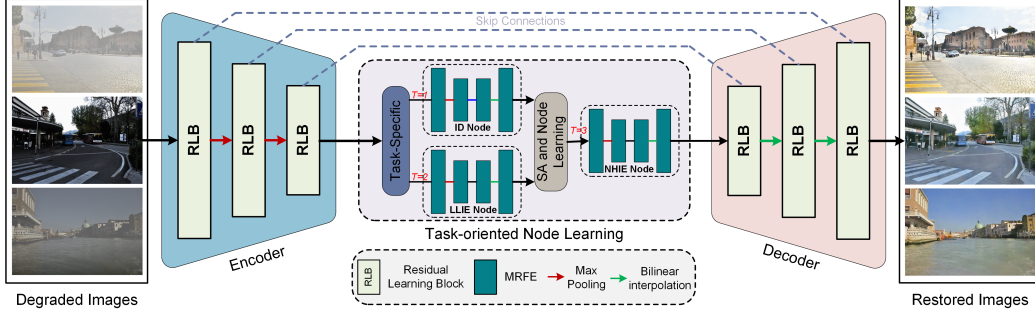 Skip Connections
RLB
RLB
RLB
Encoder
Task-Specific
T=1
ID Node
T=2
LLIE Node
SA and Node
Learning
T=3
NHIE Node
Task-oriented Node Learning
RLB
RLB
RLB
Decoder
RLB
Residual
Learning Block
MRFE
Max
Pooling
Bilinear
interpolation
Degraded Images
Restored Images